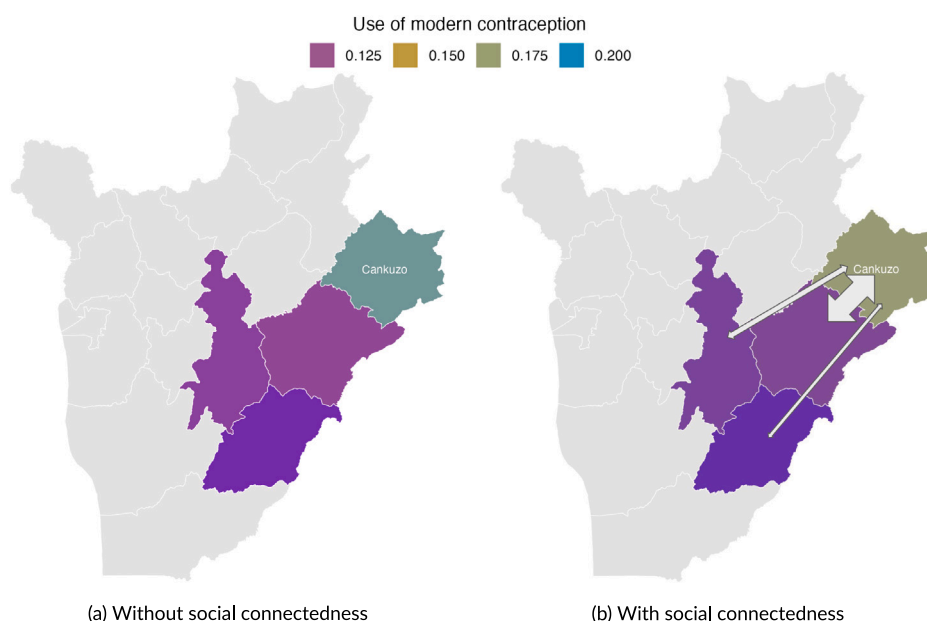 Use of modern contraception
0.125 0.150 0.175 0.200
Cankuzo
Cankuzo
(a) Without social connectedness
(b) With social connectedness